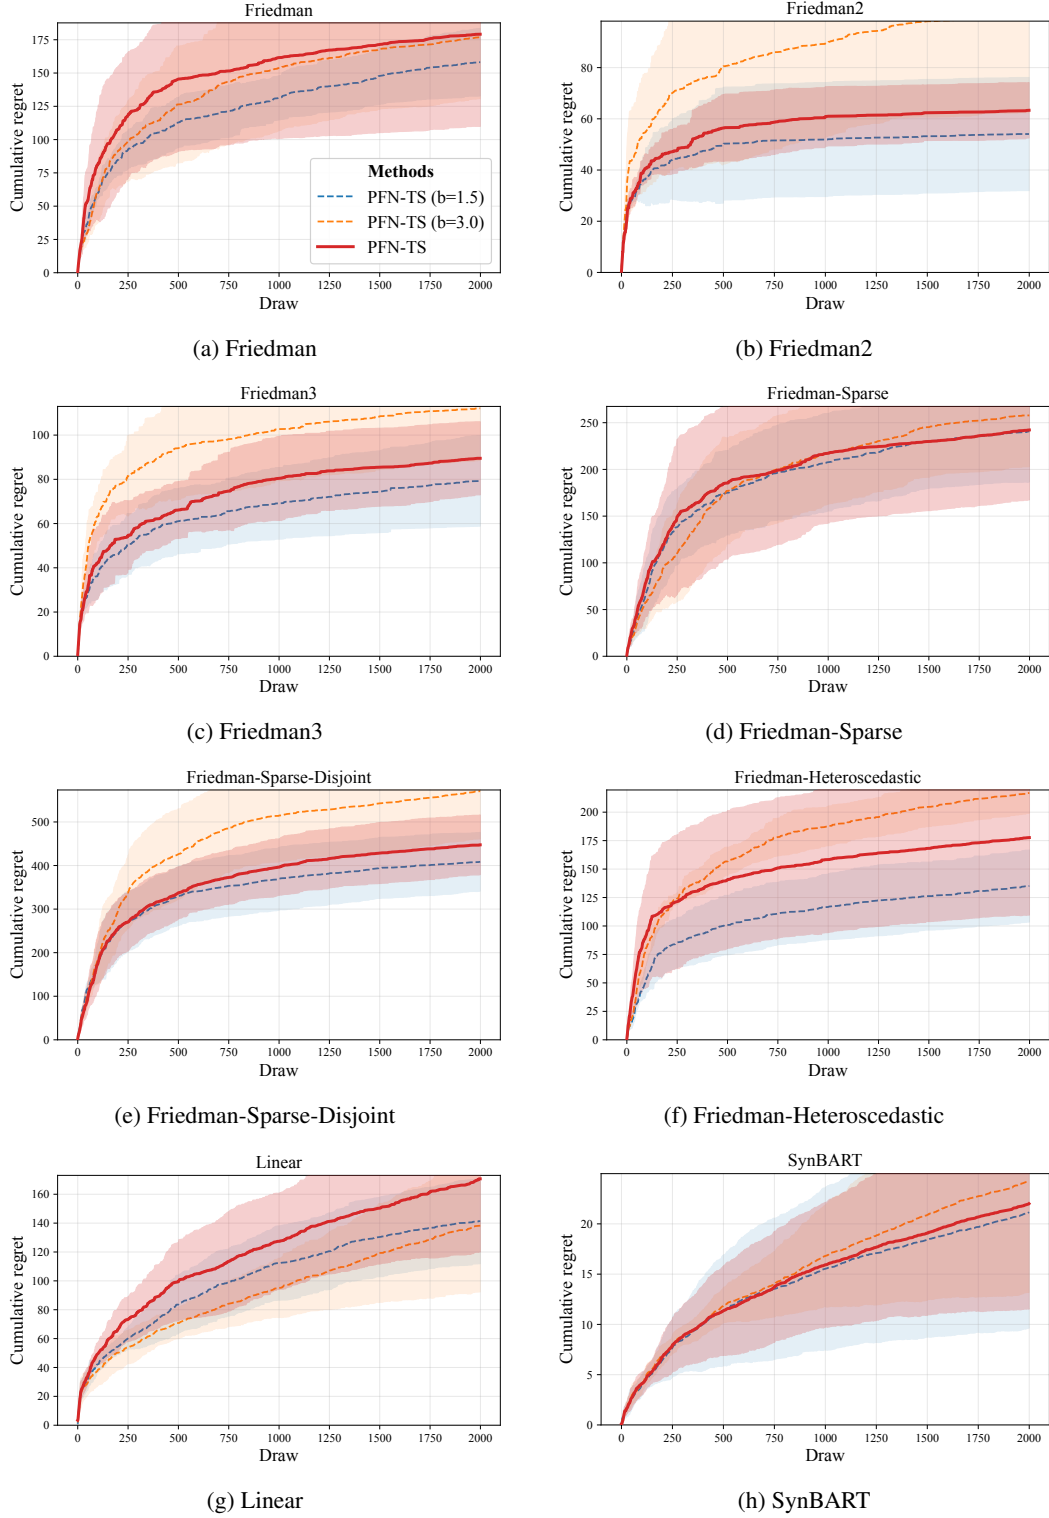 Friedman
Cumulative regret
175
150
125
100
75
50
25
0
Methods
PFN-TS (b=1.5)
PFN-TS (b=3.0)
PFN-TS
0 250 500 750 1000 1250 1500 1750 2000
Draw
(a) Friedman
Friedman2
Cumulative regret
80
60
40
20
0
0 250 500 750 1000 1250 1500 1750 2000
Draw
(b) Friedman2
Friedman3
Cumulative regret
100
80
60
40
20
0
0 250 500 750 1000 1250 1500 1750 2000
Draw
(c) Friedman3
Friedman-Sparse
Cumulative regret
250
200
150
100
50
0
0 250 500 750 1000 1250 1500 1750 2000
Draw
(d) Friedman-Sparse
Friedman-Sparse-Disjoint
Cumulative regret
500
400
300
200
100
0
0 250 500 750 1000 1250 1500 1750 2000
Draw
(e) Friedman-Sparse-Disjoint
Friedman-Heteroscedastic
Cumulative regret
200
175
150
125
100
75
50
25
0
0 250 500 750 1000 1250 1500 1750 2000
Draw
(f) Friedman-Heteroscedastic
Linear
Cumulative regret
160
140
120
100
80
60
40
20
0
0 250 500 750 1000 1250 1500 1750 2000
Draw
(g) Linear
SynBART
Cumulative regret
20
15
10
5
0
0 250 500 750 1000 1250 1500 1750 2000
Draw
(h) SynBART